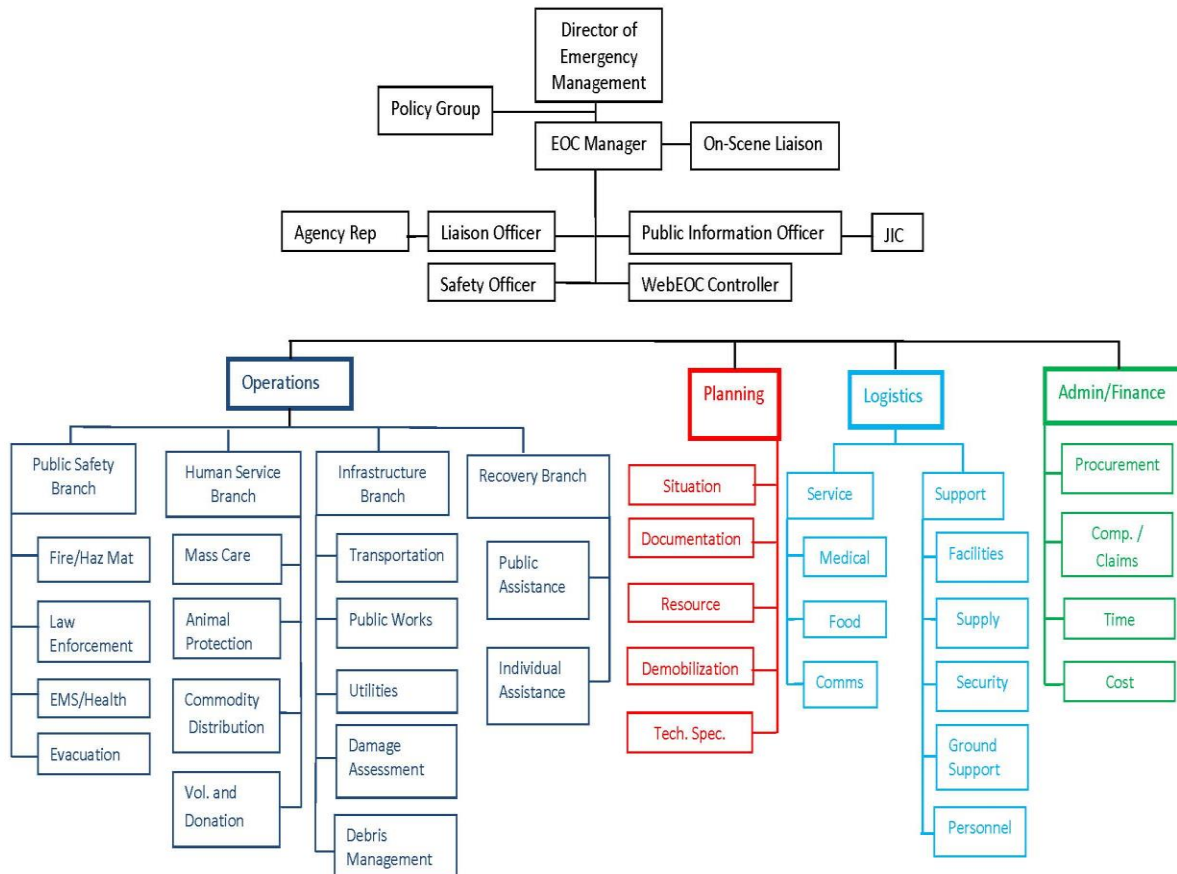 Director of
Emergency
Management
Policy Group
EOC Manager
On-Scene Liaison
Agency Rep
Liaison Officer
Public Information Officer
JIC
Safety Officer
WebEOC Controller
Operations
Planning
Logistics
Admin/Finance
Public Safety
Branch
Fire/Haz Mat
Law
Enforcement
EMS/Health
Evacuation
Human Service
Branch
Mass Care
Animal
Protection
Commodity
Distribution
Vol. and
Donation
Infrastructure
Branch
Transportation
Public Works
Utilities
Damage
Assessment
Debris
Management
Recovery Branch
Public
Assistance
Individual
Assistance
Situation
Documentation
Resource
Demobilization
Tech. Spec.
Service
Medical
Food
Comms
Support
Facilities
Supply
Security
Ground
Support
Personnel
Procurement
Comp. /
Claims
Time
Cost